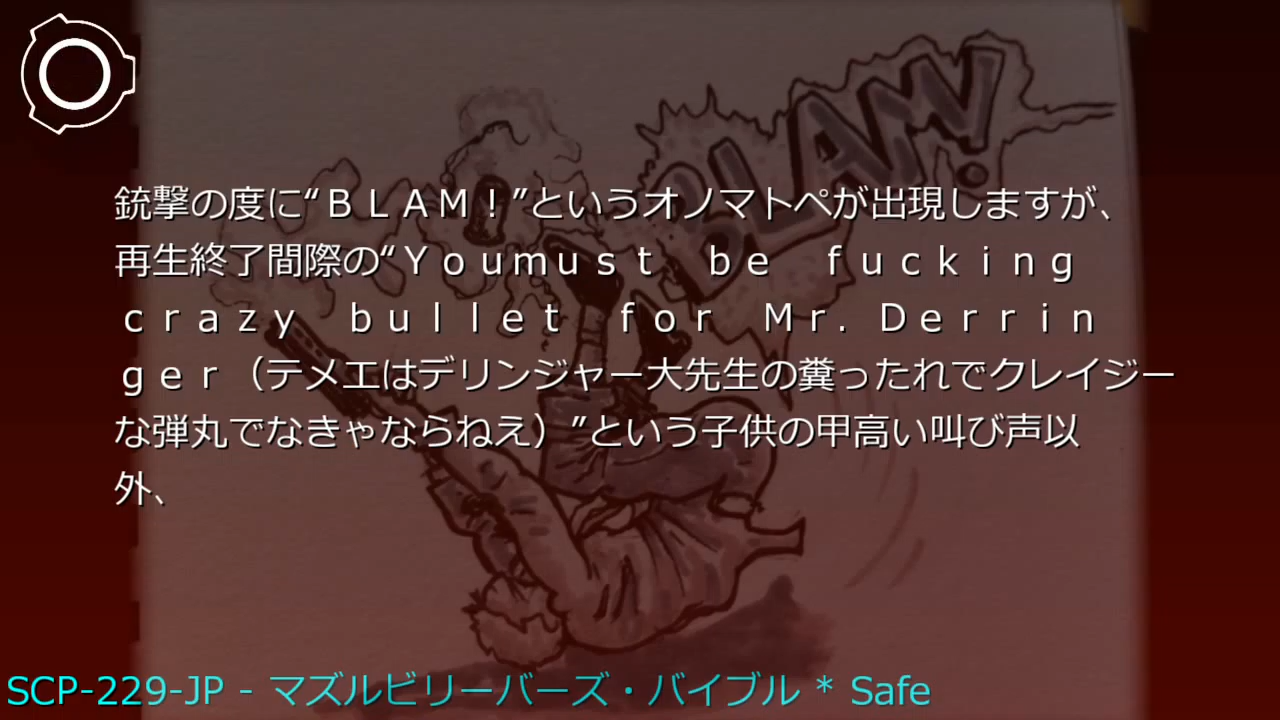 BLAM!
銃撃の度に“ＢＬＡＭ！”というオノマトペが出現しますが、
再生終了間際の“Ｙｏｕｍｕｓｔ　ｂｅ　ｆｕｃｋｉｎｇ
ｃｒａｚｙ　ｂｕｌｌｅｔ　ｆｏｒ　Ｍｒ．Ｄｅｒｒｉｎ
ｇｅｒ（テメエはデリンジャー大先生の糞ったれでクレイジー
な弾丸でなきゃならねえ）”という子供の甲高い叫び声以
外、
SCP-229-JP - マズルビリーバーズ・バイブル * Safe